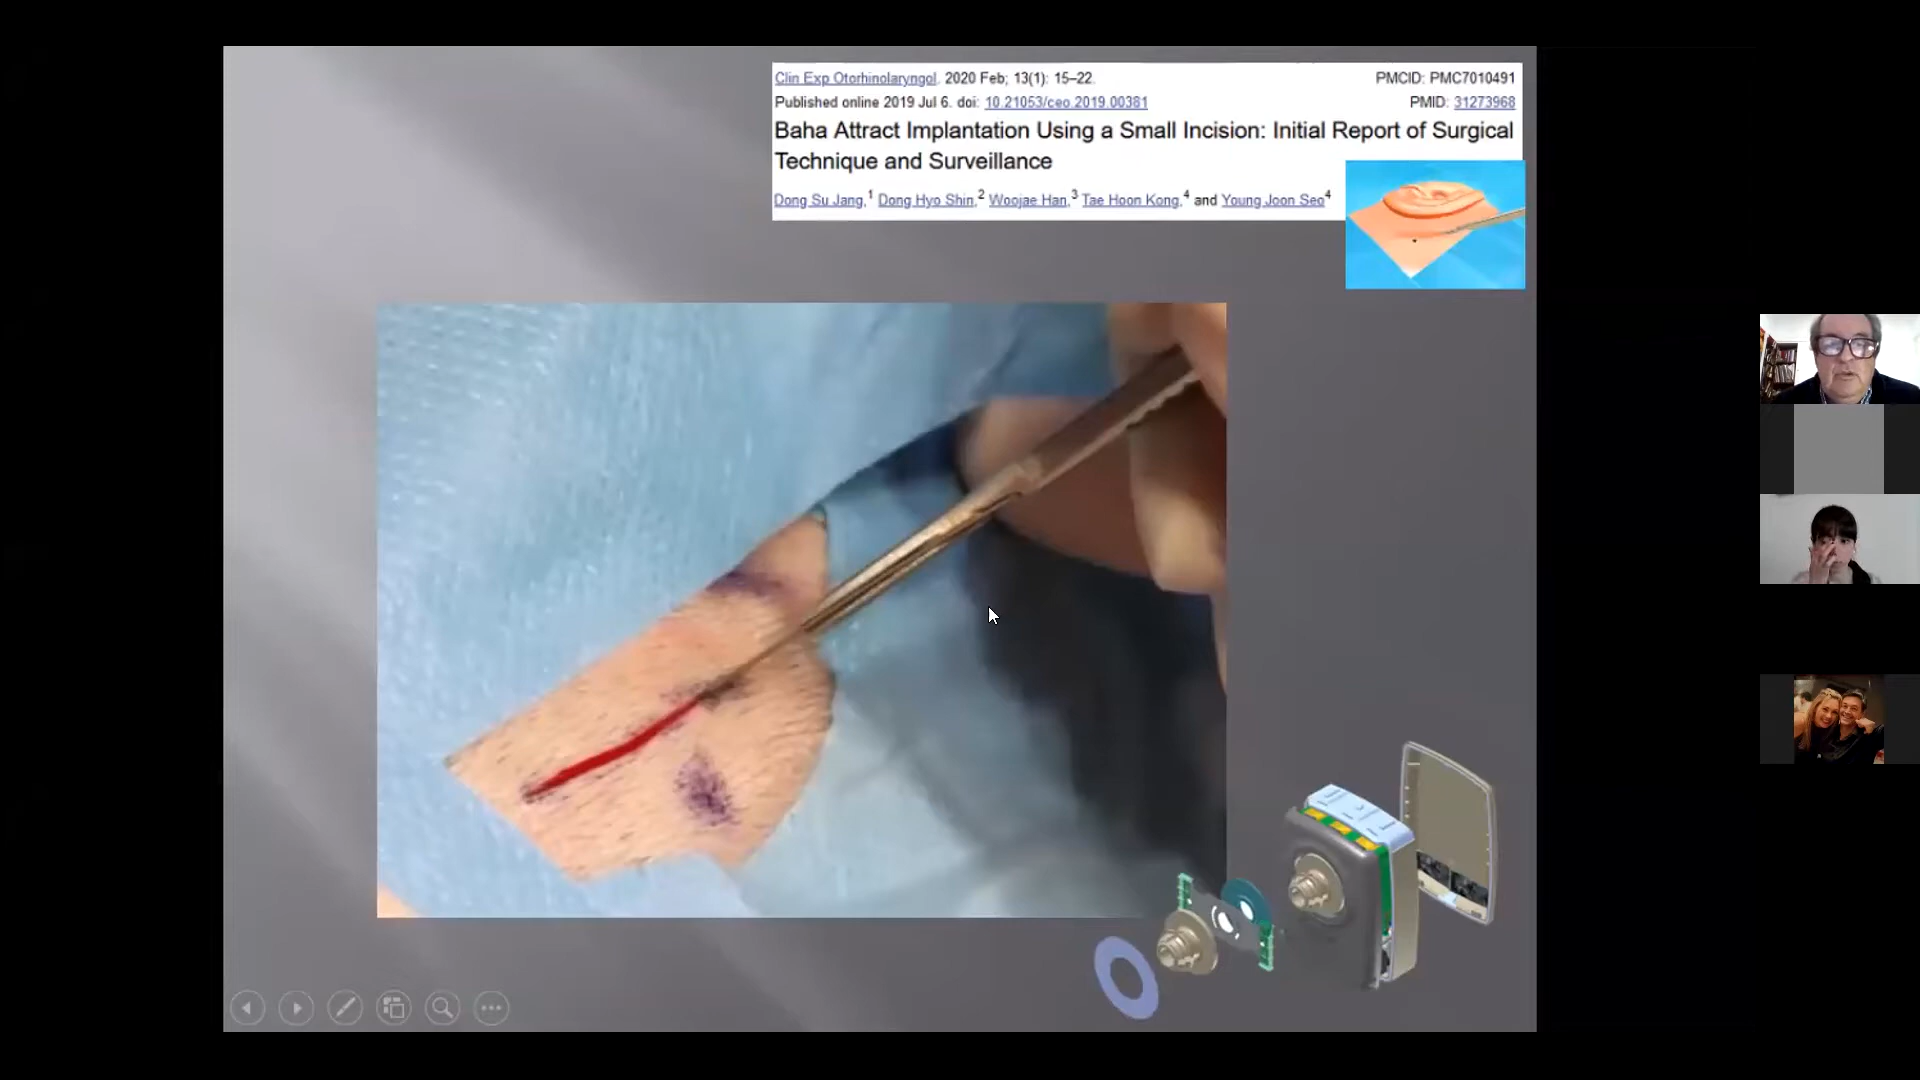 Clin Exp Otorhinolaryngol. 2020 Feb; 13(1): 15–22. PMCID: PMC7010491
Published online 2019 Jul 6. doi: 10.21053/ceo.2019.00381 PMID: 31273968
Baha Attract Implantation Using a Small Incision: Initial Report of Surgical
Technique and Surveillance
Dong Su Jang,1 Dong Hyo Shin,2 Woojae Han,3 Tae Hoon Kong,4 and Young Joon Seo4